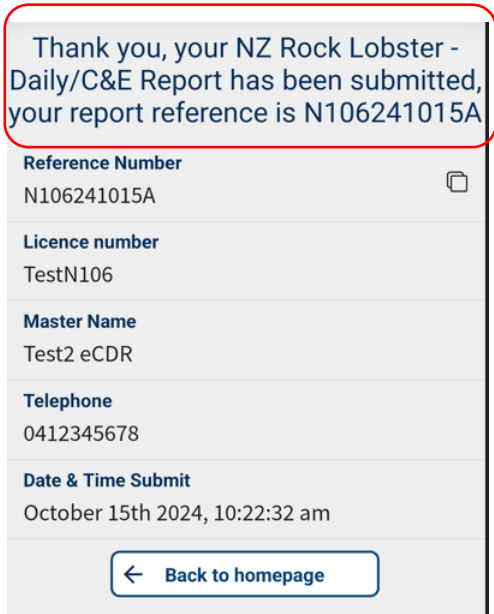 Thank you, your NZ Rock Lobster -
Daily/C&E Report has been submitted,
your report reference is N106241015A
Reference Number
N106241015A
Licence number
TestN106
Master Name
Test2 eCDR
Telephone
0412345678
Date & Time Submit
October 15th 2024, 10:22:32 am
Back to homepage